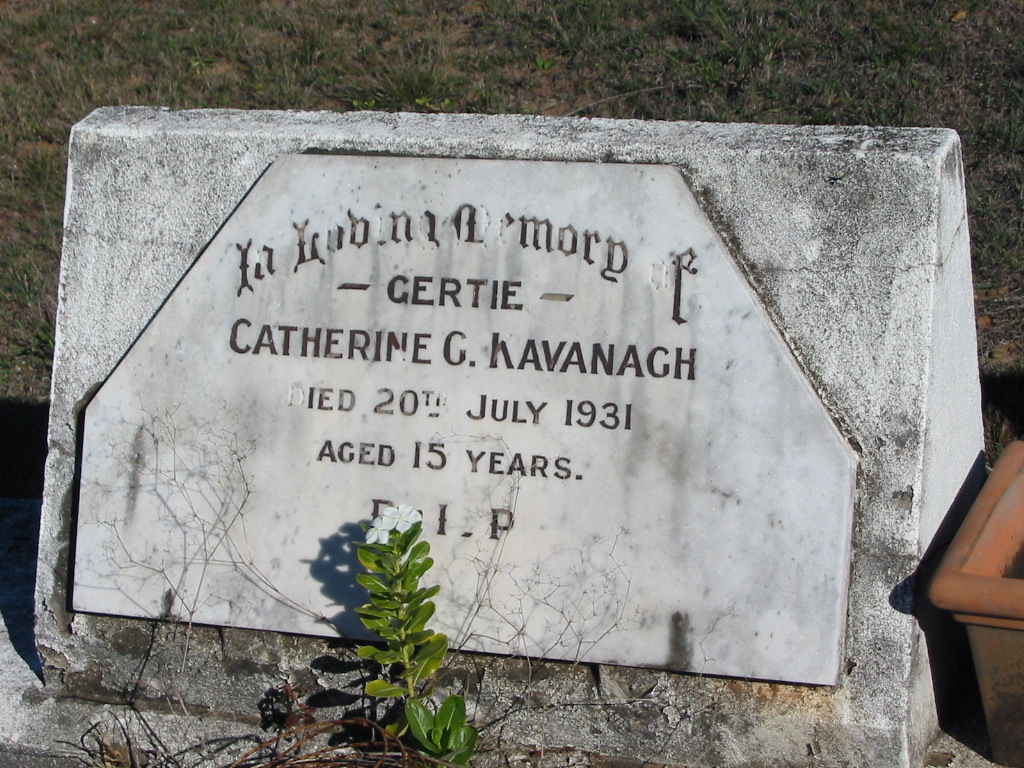 In Loving Memory of
— GERTIE —
CATHERINE G. KAVANAGH
DIED 20TH JULY 1931
AGED 15 YEARS.
R.I.P